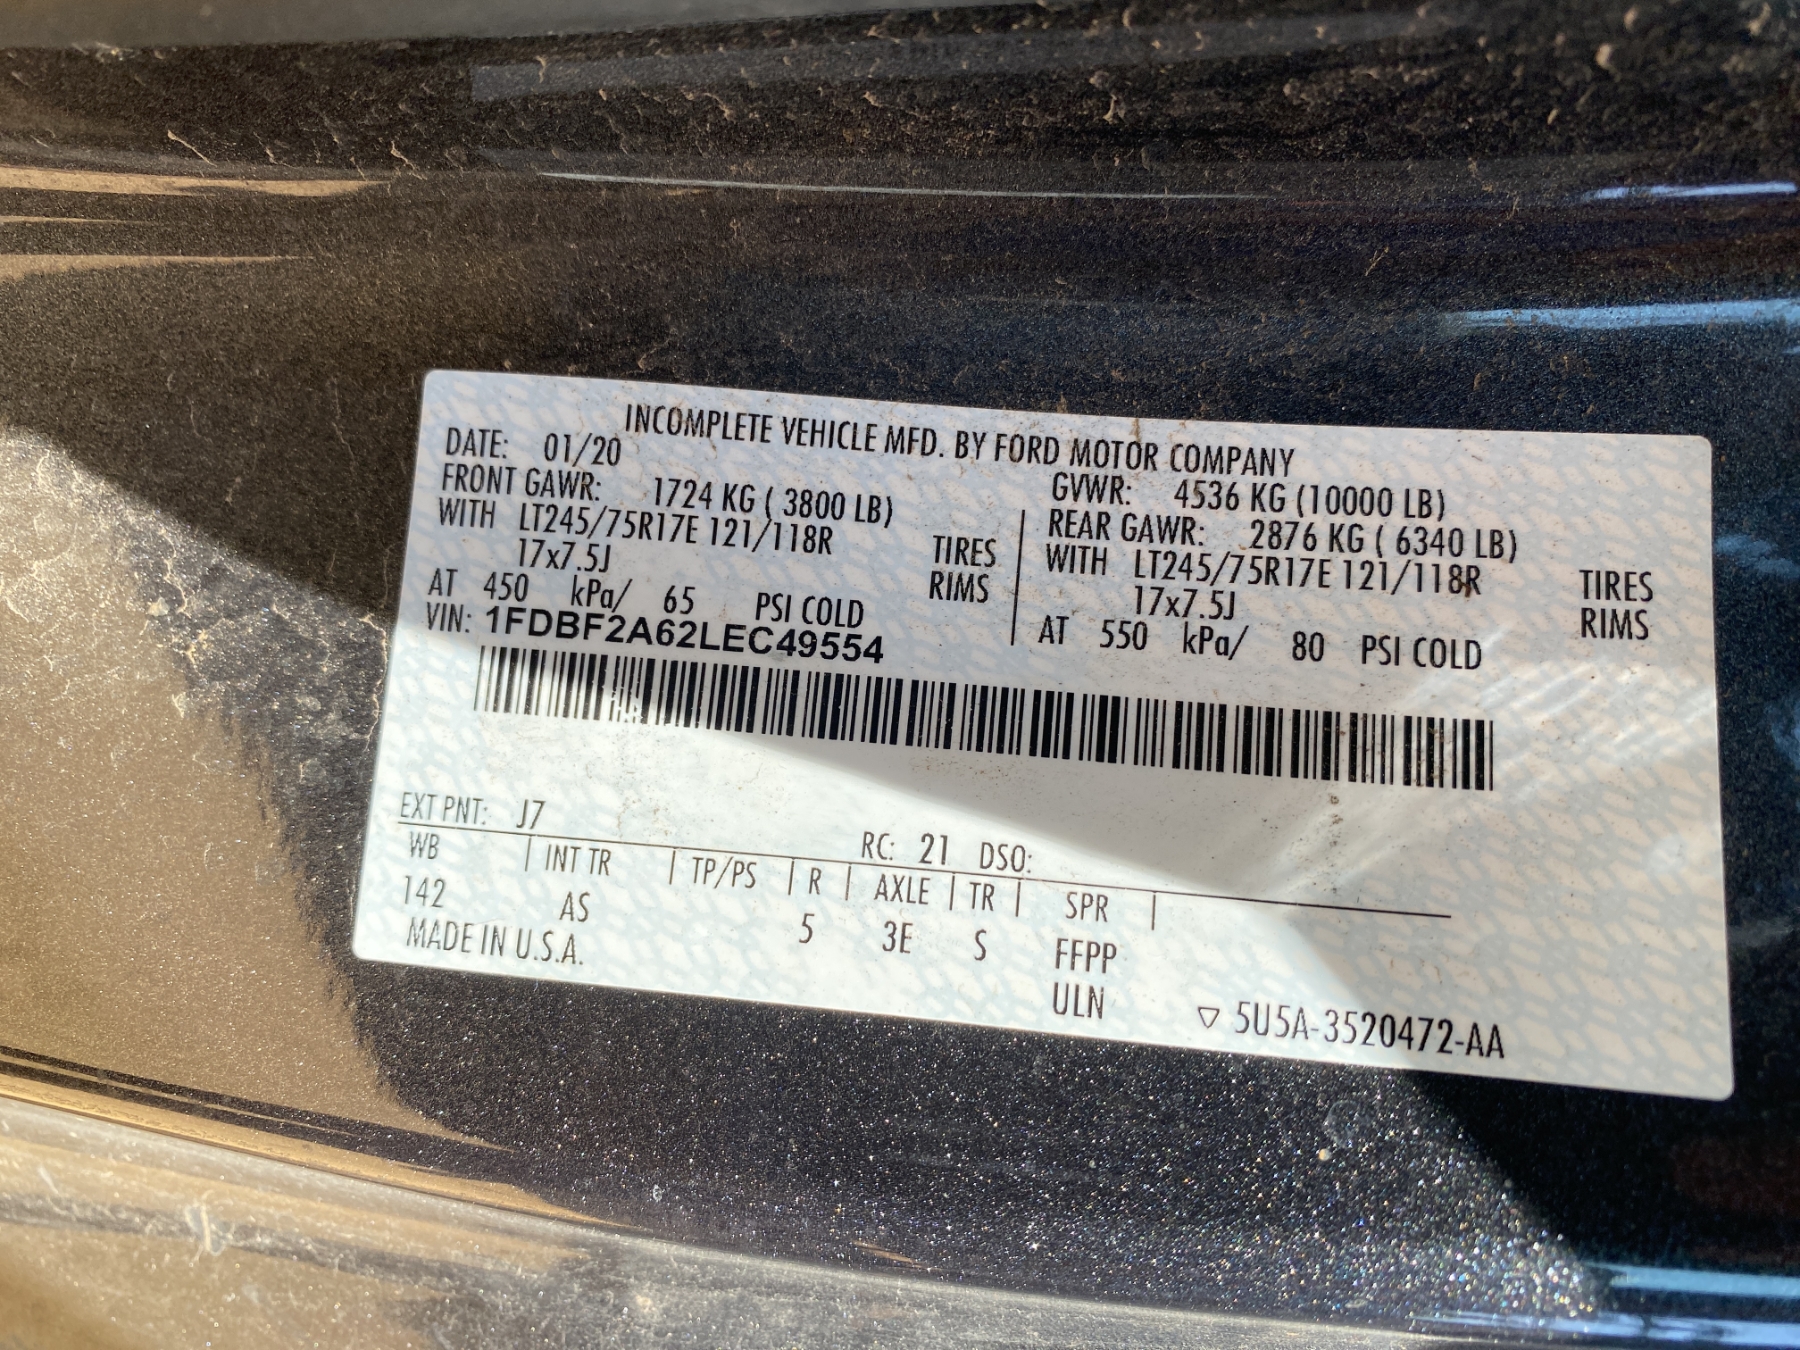 INCOMPLETE VEHICLE MFD. BY FORD MOTOR COMPANY
DATE: 01/20 GVWR: 4536 KG (10000 LB)
FRONT GAWR: 1724 KG ( 3800 LB) REAR GAWR: 2876 KG ( 6340 LB)
WITH LT245/75R17E 121/118R TIRES WITH LT245/75R17E 121/118R TIRES
17x7.5J RIMS 17x7.5J RIMS
AT 450 kPa/ 65 PSI COLD AT 550 kPa/ 80 PSI COLD
VIN: 1FDBF2A62LEC49554
EXT PNT: J7 RC: 21 DSO:
WB | INT TR | TP/PS | R | AXLE | TR | SPR |
142 AS 5 3E S FFPP
MADE IN U.S.A. ULN ▽ 5U5A-3520472-AA